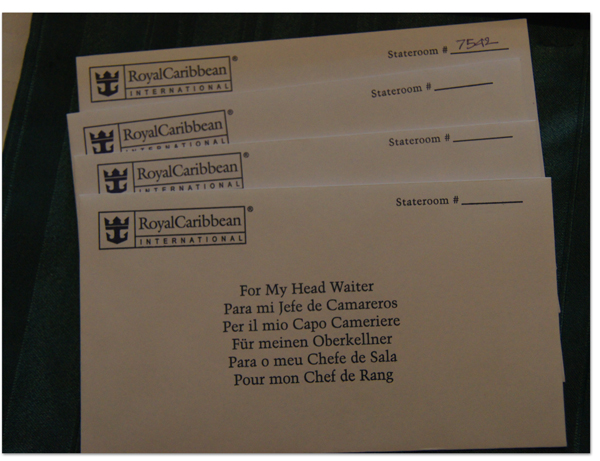 RoyalCaribbean®
INTERNATIONAL
Stateroom # 7542
RoyalCaribbean®
INTERNATIONAL
Stateroom #
RoyalCaribbean®
INTERNATIONAL
Stateroom #
RoyalCaribbean®
INTERNATIONAL
Stateroom #
For My Head Waiter
Para mi Jefe de Camareros
Per il mio Capo Cameriere
Für meinen Oberkellner
Para o meu Chefe de Sala
Pour mon Chef de Rang